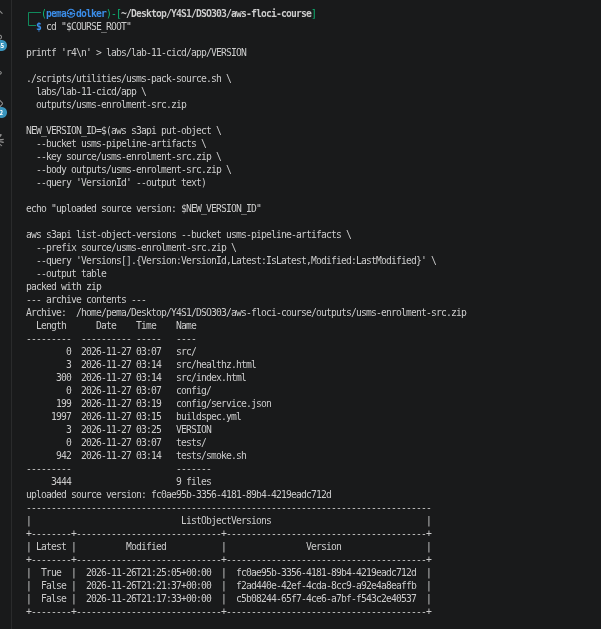 ┌──(pema㉿dolker)-[~/Desktop/Y4S1/DSO303/aws-floci-course]
└─$ cd "$COURSE_ROOT"

printf 'r4\n' > labs/lab-11-cicd/app/VERSION

./scripts/utilities/usms-pack-source.sh \
  labs/lab-11-cicd/app \
  outputs/usms-enrolment-src.zip

NEW_VERSION_ID=$(aws s3api put-object \
  --bucket usms-pipeline-artifacts \
  --key source/usms-enrolment-src.zip \
  --body outputs/usms-enrolment-src.zip \
  --query 'VersionId' --output text)

echo "uploaded source version: $NEW_VERSION_ID"

aws s3api list-object-versions --bucket usms-pipeline-artifacts \
  --prefix source/usms-enrolment-src.zip \
  --query 'Versions[].{Version:VersionId,Latest:IsLatest,Modified:LastModified}' \
  --output table
packed with zip
--- archive contents ---
Archive:  /home/pema/Desktop/Y4S1/DSO303/aws-floci-course/outputs/usms-enrolment-src.zip
  Length      Date    Time    Name
---------  ---------- -----   ----
        0  2026-11-27 03:07   src/
        3  2026-11-27 03:14   src/healthz.html
      300  2026-11-27 03:14   src/index.html
        0  2026-11-27 03:07   config/
      199  2026-11-27 03:19   config/service.json
     1997  2026-11-27 03:15   buildspec.yml
        3  2026-11-27 03:25   VERSION
        0  2026-11-27 03:07   tests/
      942  2026-11-27 03:14   tests/smoke.sh
---------                     -------
     3444                     9 files
uploaded source version: fc0ae95b-3356-4181-89b4-4219eadc712d
---------------------------------------------------------------------------------
|                              ListObjectVersions                               |
+--------+-----------------------------+----------------------------------------+
| Latest |          Modified           |                Version                 |
+--------+-----------------------------+----------------------------------------+
|  True  |  2026-11-26T21:25:05+00:00  |  fc0ae95b-3356-4181-89b4-4219eadc712d  |
|  False |  2026-11-26T21:21:37+00:00  |  f2ad440e-42ef-4cda-8cc9-a92e4a8eaffb  |
|  False |  2026-11-26T21:17:33+00:00  |  c5b08244-65f7-4ce6-a7bf-f543c2e40537  |
+--------+-----------------------------+----------------------------------------+